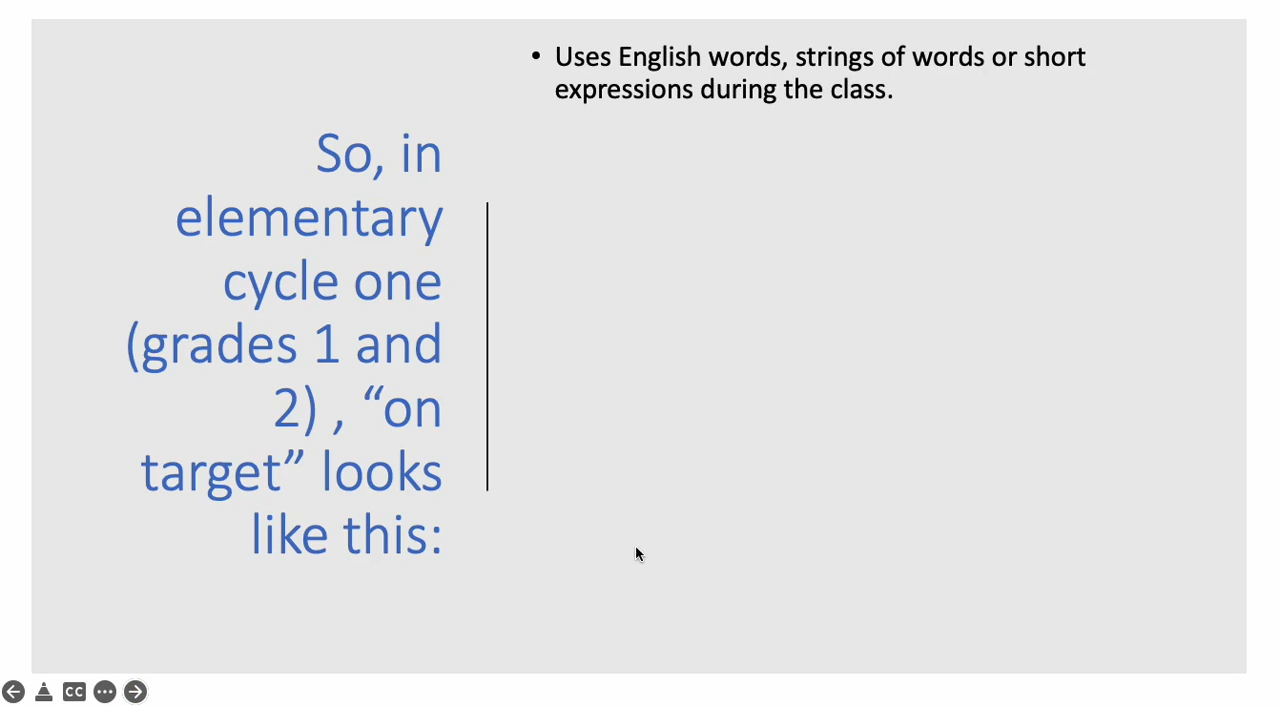 So, in
elementary
cycle one
(grades 1 and
2) , “on
target” looks
like this:
• Uses English words, strings of words or short
expressions during the class.
CC